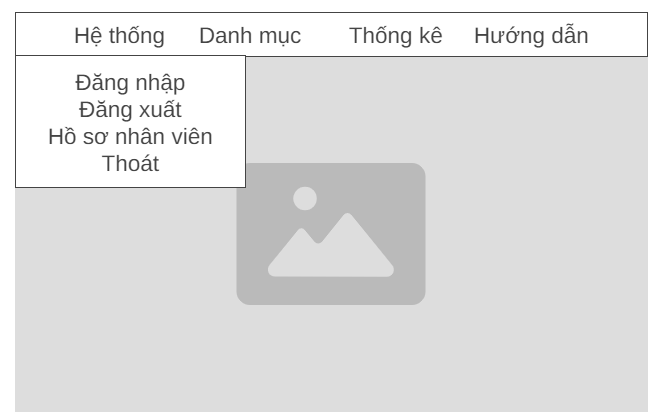 Hệ thống Danh mục Thống kê Hướng dẫn
Đăng nhập
Đăng xuất
Hồ sơ nhân viên
Thoát